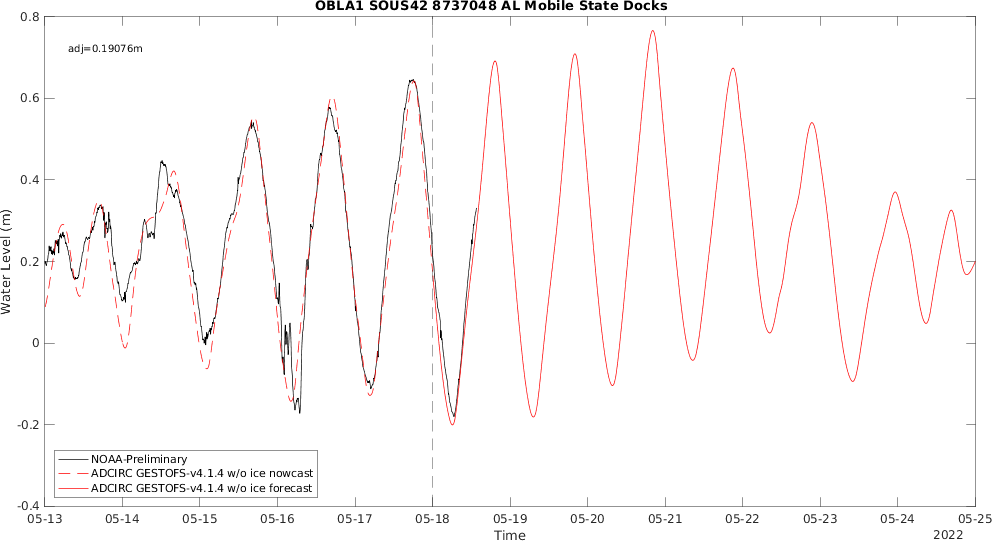 OBLA1 SOUS42 8737048 AL Mobile State Docks
adj=0.19076m
0.8
0.6
0.4
0.2
0
-0.2
-0.4
Water Level (m)
NOAA-Preliminary
ADCIRC GESTOFS-v4.1.4 w/o ice nowcast
ADCIRC GESTOFS-v4.1.4 w/o ice forecast
05-13 05-14 05-15 05-16 05-17 05-18 05-19 05-20 05-21 05-22 05-23 05-24 05-25
Time
2022